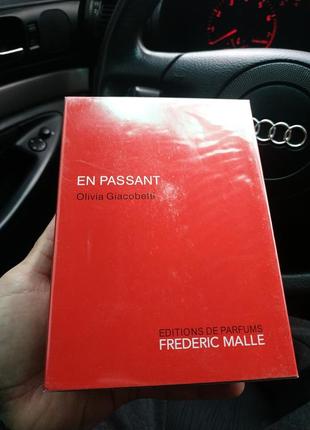 EN PASSANT
Olivia Giacobetti
EDITIONS DE PARFUMS
FREDERIC MALLE